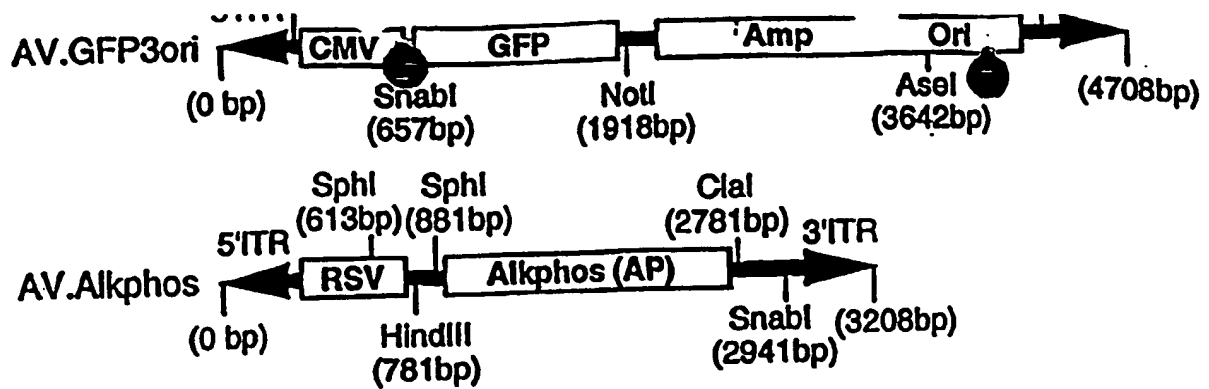 AV.GFP3ori CMV GFP Amp Ori
(0 bp) SnabI NotI AseI (4708bp)
(657bp) (1918bp) (3642bp)
SphI SphI ClaI
(613bp) (881bp) (2781bp)
5'ITR 3'ITR
AV.Alkphos RSV Alkphos (AP)
(0 bp) HindIII SnabI (3208bp)
(781bp) (2941bp)